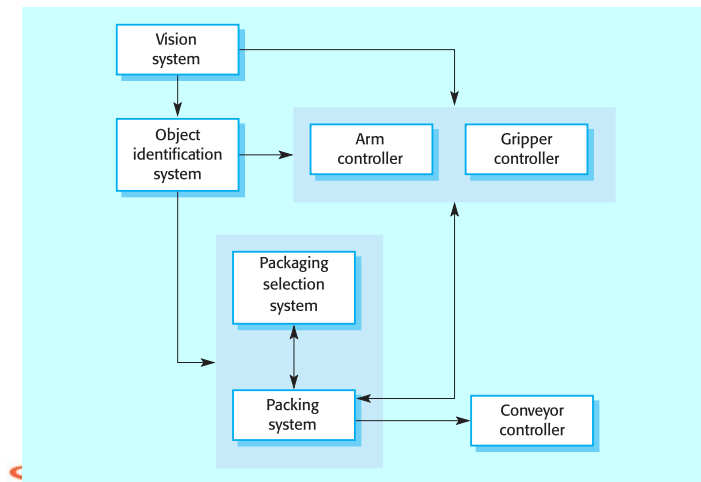 Vision
system
Object
identification
system
Arm
controller
Gripper
controller
Packaging
selection
system
Packing
system
Conveyor
controller